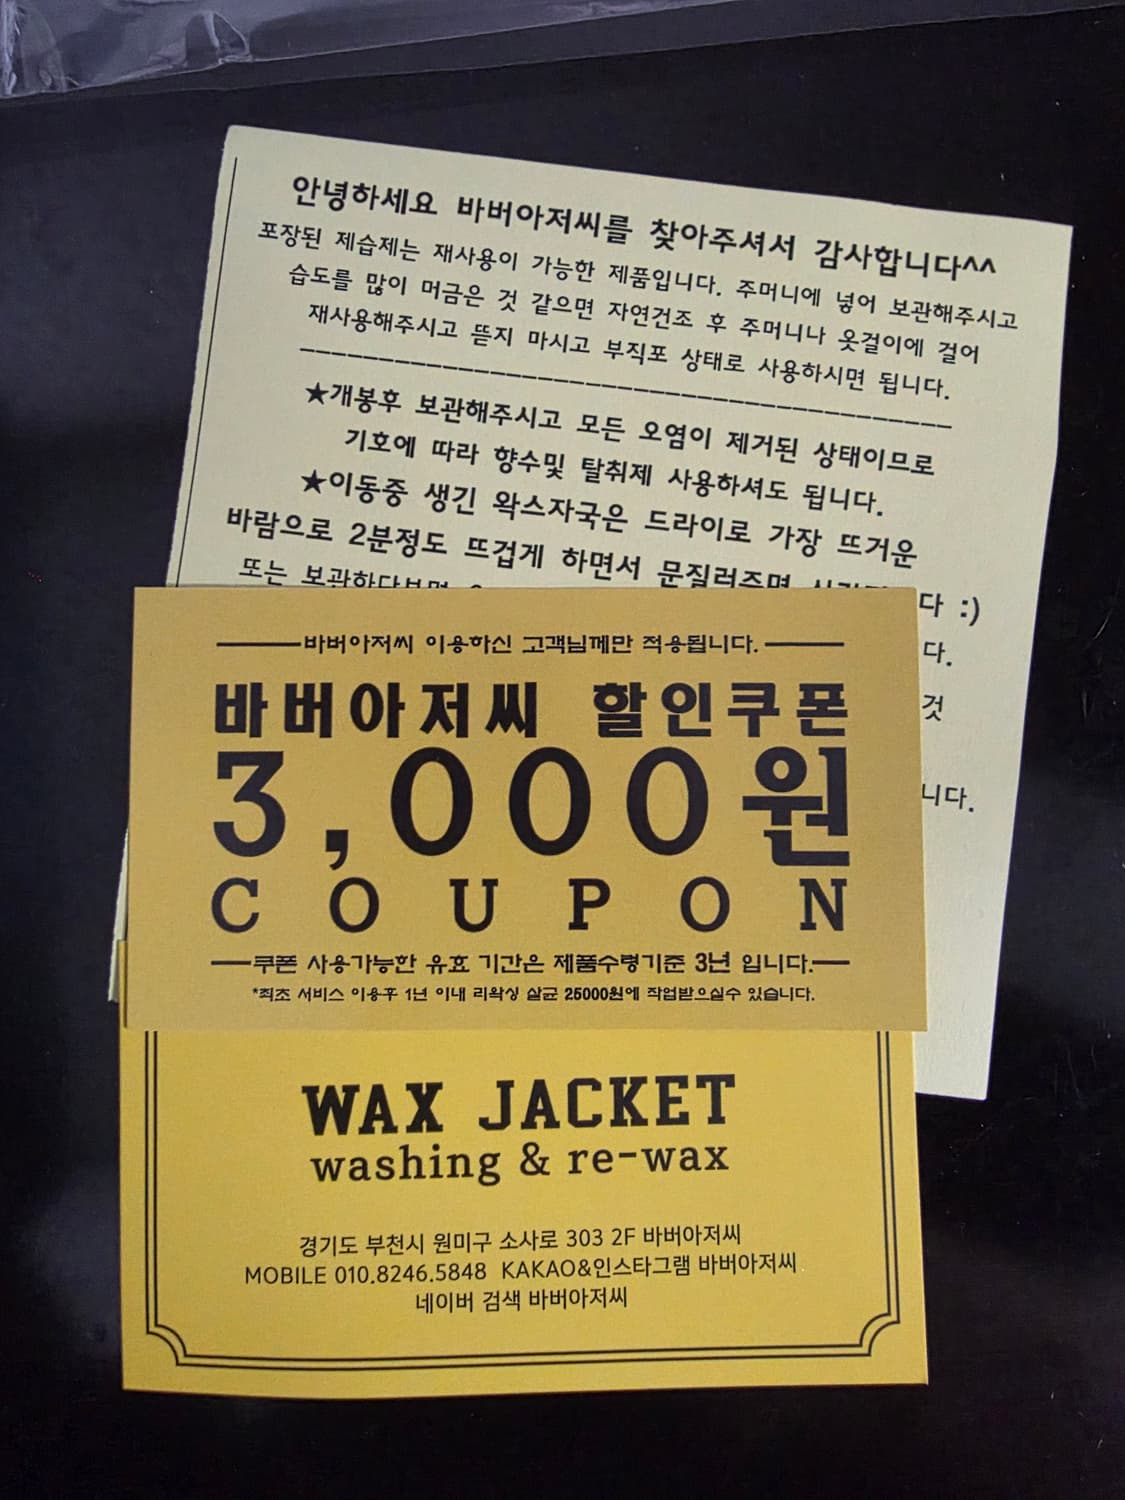 안녕하세요 바버아저씨를 찾아주셔서 감사합니다^^
포장된 제습제는 재사용이 가능한 제품입니다. 주머니에 넣어 보관해주시고
습도를 많이 머금은 것 같으면 자연건조 후 주머니나 옷걸이에 걸어
재사용해주시고 뜯지 마시고 부직포 상태로 사용하시면 됩니다.
★개봉후 보관해주시고 모든 오염이 제거된 상태이므로
기호에 따라 향수및 탈취제 사용하셔도 됩니다.
★이동중 생긴 왁스자국은 드라이로 가장 뜨거운
바람으로 2분정도 뜨겁게 하면서 문질러주면 다 :)
또는 보관하다보면
다.
것
니다.
바버아저씨 이용하신 고객님께만 적용됩니다.
바버아저씨 할인쿠폰
3,000원
COUPON
쿠폰 사용가능한 유효 기간은 제품수령기준 3년 입니다.
*최초 서비스 이용후 1년 이내 리왁싱 살균 25000원에 작업받으실수 있습니다.
WAX JACKET
washing & re-wax
경기도 부천시 원미구 소사로 303 2F 바버아저씨
MOBILE 010.8246.5848 KAKAO&인스타그램 바버아저씨
네이버 검색 바버아저씨